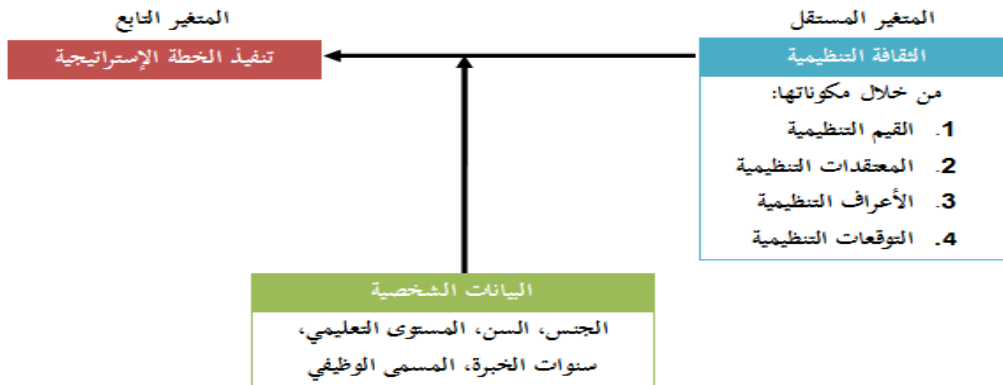 المتغير المستقل
المتغير التابع
الثقافة التنظيمية
تنفيذ الخطة الإستراتيجية
من خلال مكوناتها:
1. القيم التنظيمية
2. المعتقدات التنظيمية
3. الأعراف التنظيمية
4. التوقعات التنظيمية
البيانات الشخصية
الجنس، السن، المستوى التعليمي،
سنوات الخبرة، المسمى الوظيفي